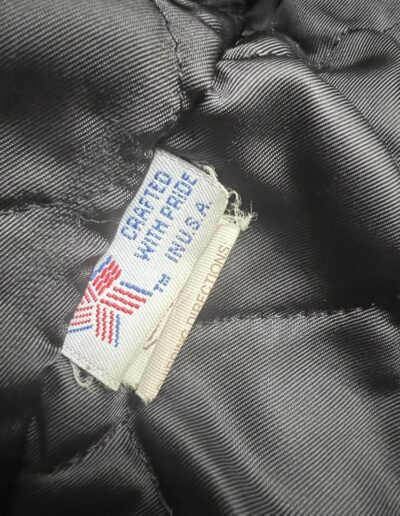 CRAFTED
WITH PRIDE
IN U.S.A.
TM
DIRECTIONS